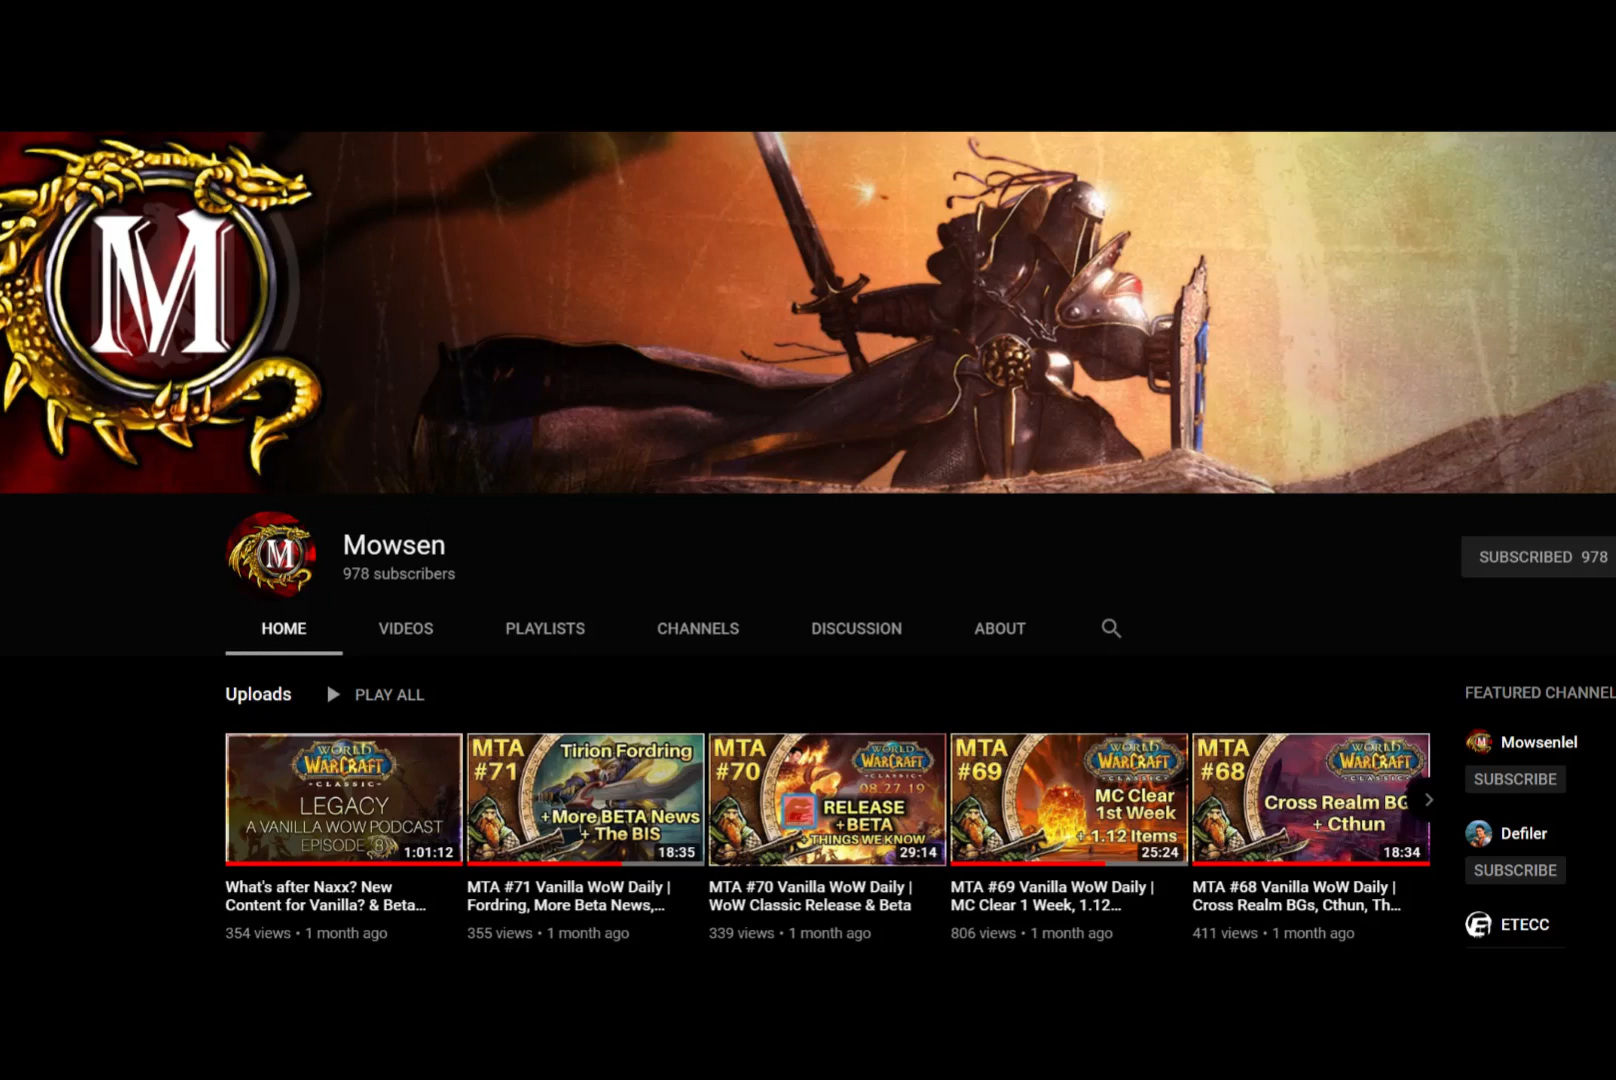 M
M
Mowsen
978 subscribers
SUBSCRIBED 978
HOME
VIDEOS
PLAYLISTS
CHANNELS
DISCUSSION
ABOUT
Uploads
PLAY ALL
WORLD
WARCRAFT
CLASSIC
LEGACY
A VANILLA WOW PODCAST
EPISODE 8
1:01:12
What's after Naxx? New
Content for Vanilla? & Beta...
354 views • 1 month ago
MTA
#71
Tirion Fordring
+More BETA News
+ The BIS
18:35
MTA #71 Vanilla WoW Daily |
Fordring, More Beta News,...
355 views • 1 month ago
MTA
#70
WORLD
WARCRAFT
CLASSIC
08.27.19
RELEASE
+BETA
+THINGS WE KNOW
29:14
MTA #70 Vanilla WoW Daily |
WoW Classic Release & Beta
339 views • 1 month ago
MTA
#69
WORLD
WARCRAFT
CLASSIC
MC Clear
1st Week
+ 1.12 Items
25:24
MTA #69 Vanilla WoW Daily |
MC Clear 1 Week, 1.12...
806 views • 1 month ago
MTA
#68
WORLD
WARCRAFT
CLASSIC
Cross Realm BG
+ Cthun
18:34
MTA #68 Vanilla WoW Daily |
Cross Realm BGs, Cthun, Th...
411 views • 1 month ago
FEATURED CHANNEL
M
Mowsenlel
SUBSCRIBE
Defiler
SUBSCRIBE
ETECC